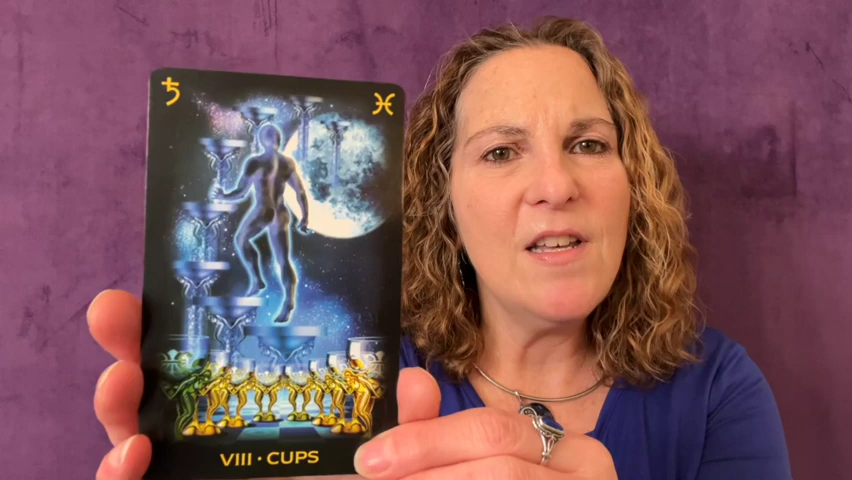 ♄ ♓
VIII • CUPS